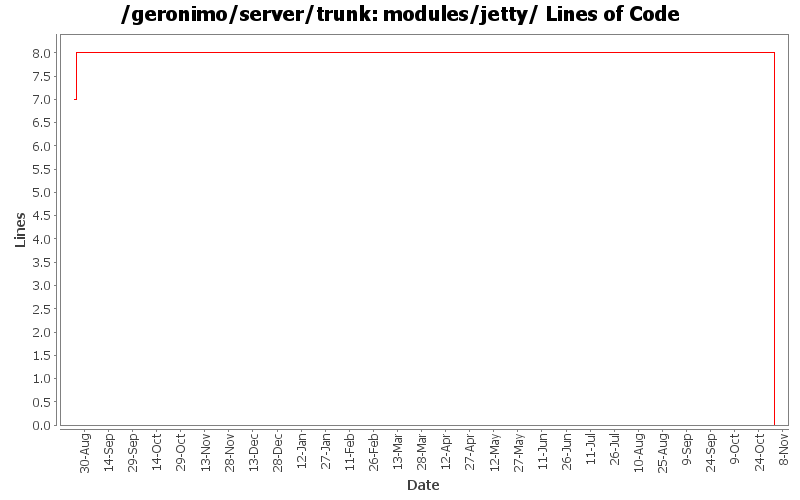 /geronimo/server/trunk: modules/jetty/ Lines of Code
Lines
8.0
7.5
7.0
6.5
6.0
5.5
5.0
4.5
4.0
3.5
3.0
2.5
2.0
1.5
1.0
0.5
0.0
30-Aug
14-Sep
29-Sep
14-Oct
29-Oct
13-Nov
28-Nov
13-Dec
28-Dec
12-Jan
27-Jan
11-Feb
26-Feb
13-Mar
28-Mar
12-Apr
27-Apr
12-May
27-May
11-Jun
26-Jun
11-Jul
26-Jul
10-Aug
25-Aug
9-Sep
24-Sep
9-Oct
24-Oct
8-Nov
Date